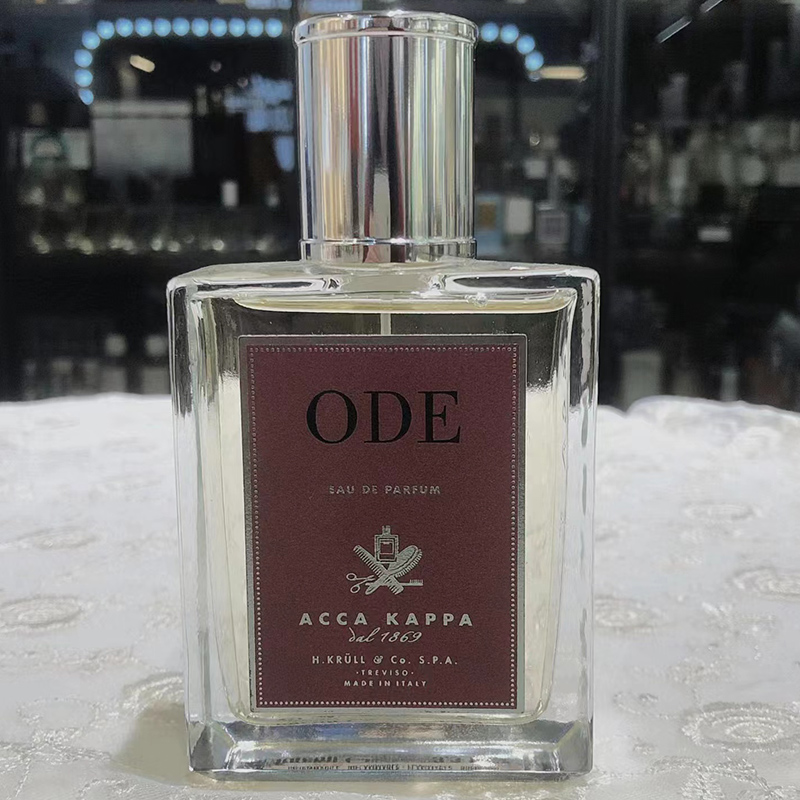 ODE
EAU DE PARFUM
ACCA KAPPA
dal 1869
H.KRÜLL & Co. S.P.A.
·TREVISO·
MADE IN ITALY